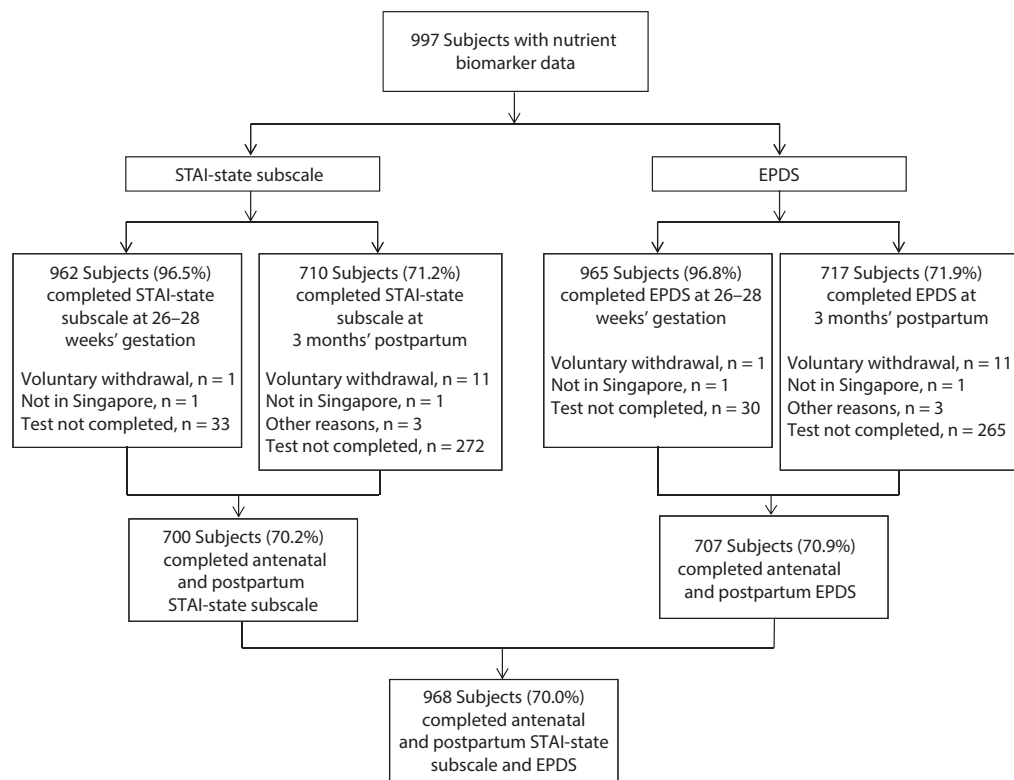 997 Subjects with nutrient
biomarker data
STAI-state subscale
EPDS
962 Subjects (96.5%)
completed STAI-state
subscale at 26–28
weeks’ gestation
Voluntary withdrawal, n = 1
Not in Singapore, n = 1
Test not completed, n = 33
710 Subjects (71.2%)
completed STAI-state
subscale at
3 months’ postpartum
Voluntary withdrawal, n = 11
Not in Singapore, n = 1
Other reasons, n = 3
Test not completed, n = 272
965 Subjects (96.8%)
completed EPDS at 26–28
weeks’ gestation
Voluntary withdrawal, n = 1
Not in Singapore, n = 1
Test not completed, n = 30
717 Subjects (71.9%)
completed EPDS at
3 months’ postpartum
Voluntary withdrawal, n = 11
Not in Singapore, n = 1
Other reasons, n = 3
Test not completed, n = 265
700 Subjects (70.2%)
completed antenatal
and postpartum
STAI-state subscale
707 Subjects (70.9%)
completed antenatal
and postpartum EPDS
968 Subjects (70.0%)
completed antenatal
and postpartum STAI-state
subscale and EPDS